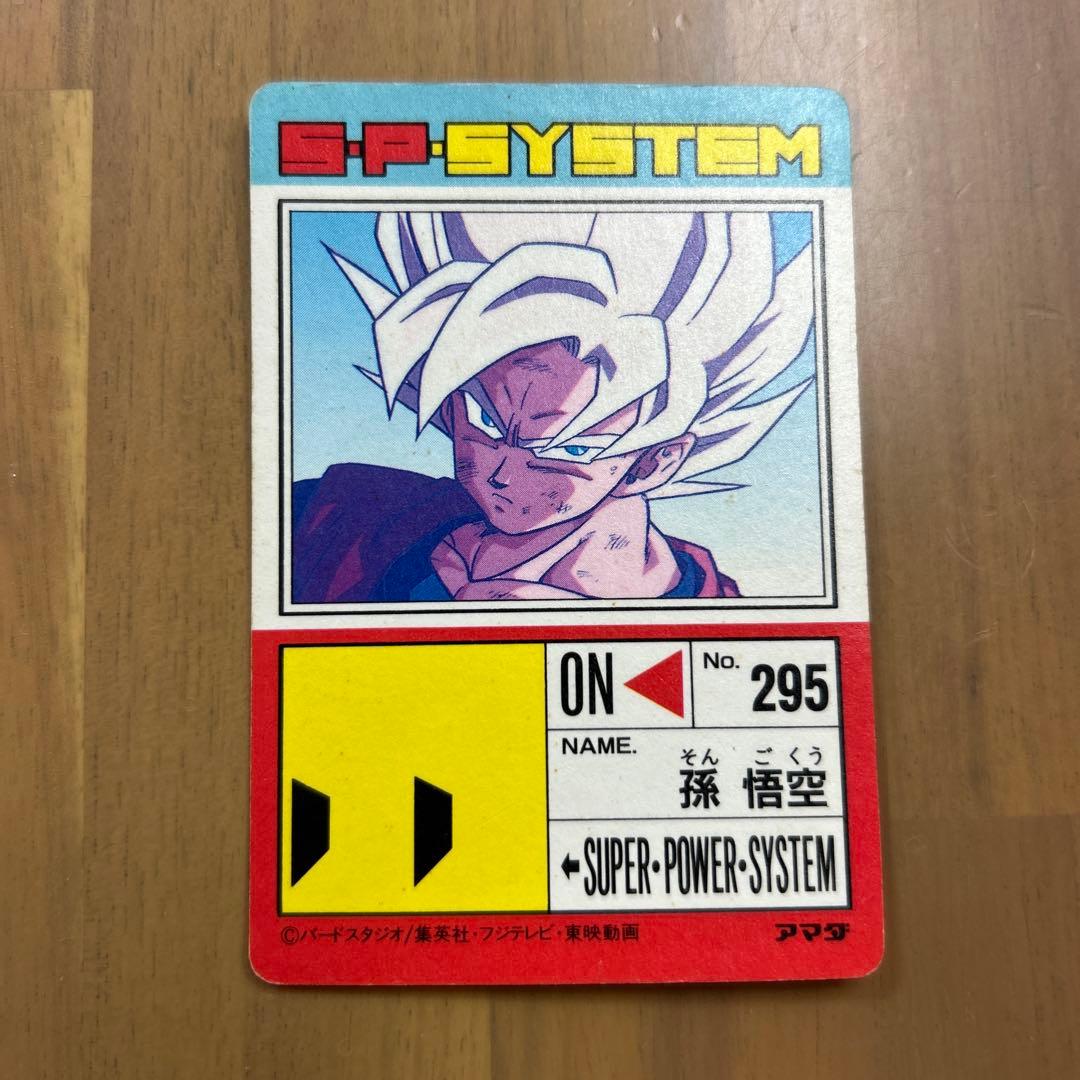 S・P・SYSTEM
ON
No. 295
NAME.
そん ご くう
孫 悟空
←SUPER・POWER・SYSTEM
©バードスタジオ/集英社・フジテレビ・東映動画
アマダ